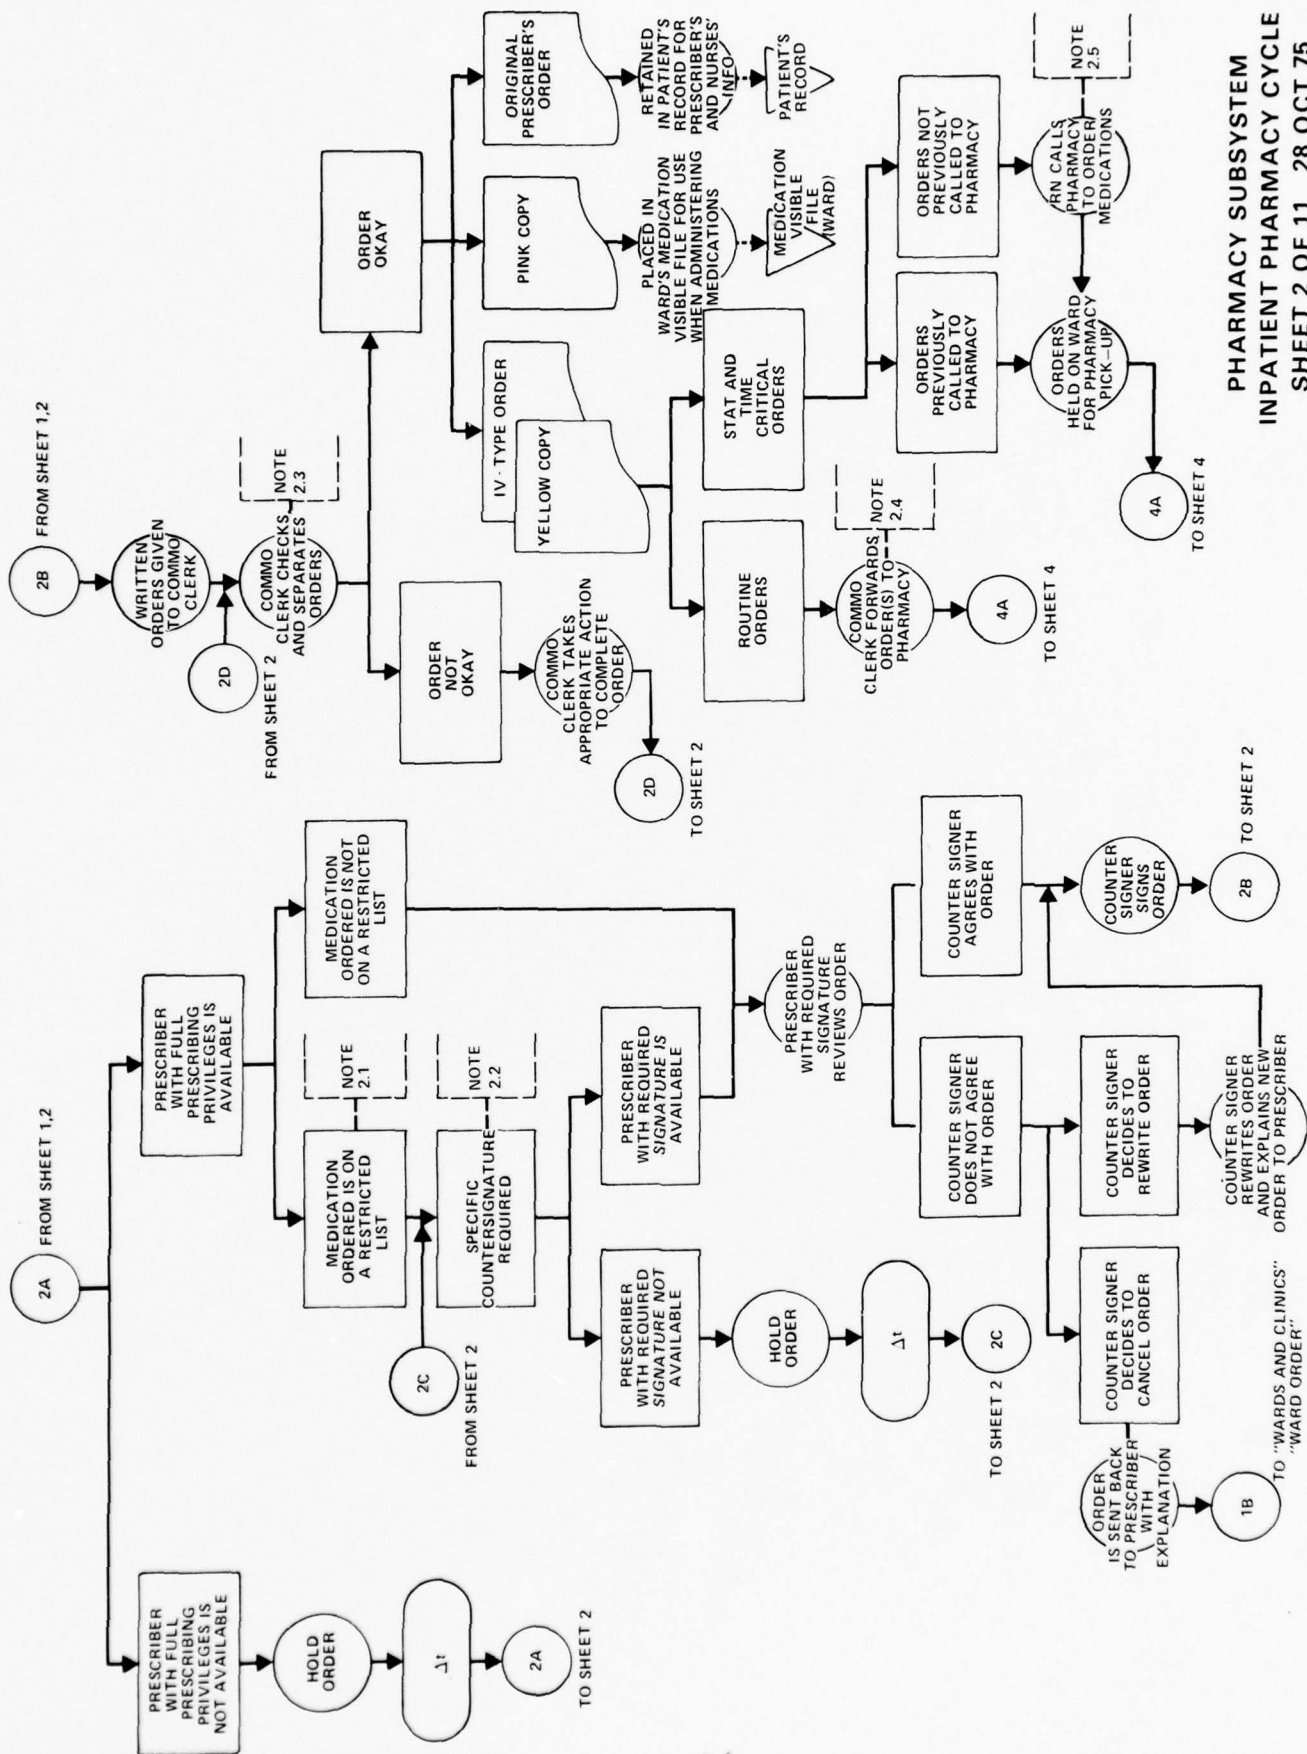 2A
FROM SHEET 1,2
PRESCRIBER
WITH FULL
PRESCRIBING
PRIVILEGES IS
NOT AVAILABLE
HOLD
ORDER
Δt
2A
TO SHEET 2
PRESCRIBER
WITH FULL
PRESCRIBING
PRIVILEGES IS
AVAILABLE
MEDICATION
ORDERED IS ON
A RESTRICTED
LIST
NOTE
2.1
MEDICATION
ORDERED IS NOT
ON A RESTRICTED
LIST
2C
FROM SHEET 2
SPECIFIC
COUNTERSIGNATURE
REQUIRED
NOTE
2.2
PRESCRIBER
WITH REQUIRED
SIGNATURE NOT
AVAILABLE
HOLD
ORDER
Δt
2C
TO SHEET 2
PRESCRIBER
WITH REQUIRED
SIGNATURE IS
AVAILABLE
PRESCRIBER
WITH REQUIRED
SIGNATURE
REVIEWS ORDER
COUNTER SIGNER
DOES NOT AGREE
WITH ORDER
COUNTER SIGNER
AGREES WITH
ORDER
COUNTER SIGNER
DECIDES TO
CANCEL ORDER
COUNTER SIGNER
DECIDES TO
REWRITE ORDER
COUNTER
SIGNER
SIGNS
ORDER
ORDER
IS SENT BACK
TO PRESCRIBER
WITH
EXPLANATION
1B
TO "WARDS AND CLINICS"
"WARD ORDER"
COUNTER SIGNER
REWRITES ORDER
AND EXPLAINS NEW
ORDER TO PRESCRIBER
2B
TO SHEET 2
2B
FROM SHEET 1,2
WRITTEN
ORDERS GIVEN
TO COMMO
CLERK
2D
FROM SHEET 2
COMMO
CLERK CHECKS
AND SEPARATES
ORDERS
NOTE
2.3
ORDER
NOT
OKAY
COMMO
CLERK TAKES
APPROPRIATE ACTION
TO COMPLETE
ORDER
2D
TO SHEET 2
ORDER
OKAY
IV - TYPE ORDER
YELLOW COPY
PINK COPY
ORIGINAL
PRESCRIBER'S
ORDER
PLACED IN
WARD'S MEDICATION
VISIBLE FILE FOR USE
WHEN ADMINISTERING
MEDICATIONS
MEDICATION
VISIBLE
FILE
(WARD)
RETAINED
IN PATIENT'S
RECORD FOR
PRESCRIBER'S
AND NURSES'
INFO
PATIENT'S
RECORD
ROUTINE
ORDERS
COMMO
CLERK FORWARDS
ORDER(S) TO
PHARMACY
NOTE
2.4
4A
TO SHEET 4
STAT AND
TIME
CRITICAL
ORDERS
ORDERS
PREVIOUSLY
CALLED TO
PHARMACY
ORDERS NOT
PREVIOUSLY
CALLED TO
PHARMACY
ORDERS
HELD ON WARD
FOR PHARMACY
PICK-UP
RN CALLS
PHARMACY
TO ORDER
MEDICATIONS
NOTE
2.5
4A
TO SHEET 4
PHARMACY SUBSYSTEM
INPATIENT PHARMACY CYCLE
SHEET 2 OF 11 28 OCT 75